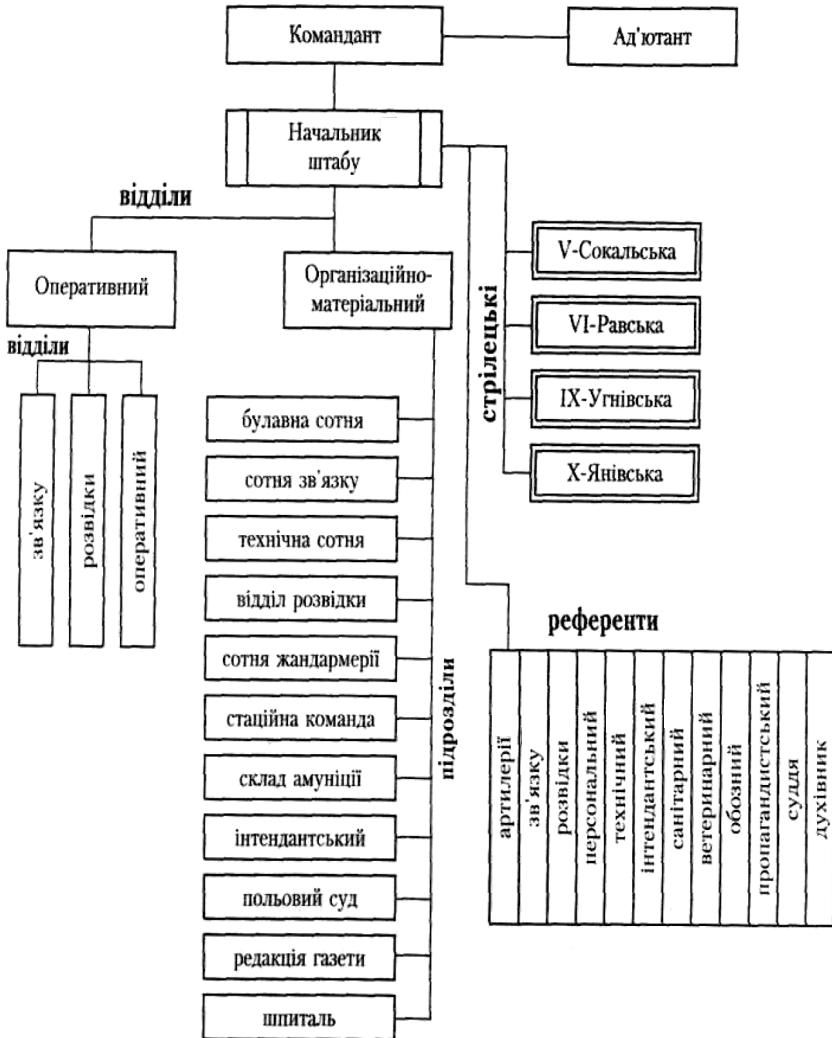 Командант
Ад'ютант
Начальник
штабу
відділи
Оперативний
Організаційно-
матеріальний
відділи
зв'язку
розвідки
оперативний
булавна сотня
сотня зв'язку
технічна сотня
відділ розвідки
сотня жандармерії
стаційна команда
склад амуніції
інтендантський
польовий суд
редакція газети
шпиталь
підрозділи
стрілецькі
V-Сокальська
VI-Равська
IX-Угнівська
X-Янівська
референти
артилерії
зв'язку
розвідки
персональний
технічний
інтендантський
санітарний
ветеринарний
обозний
пропагандистський
суддя
духівник